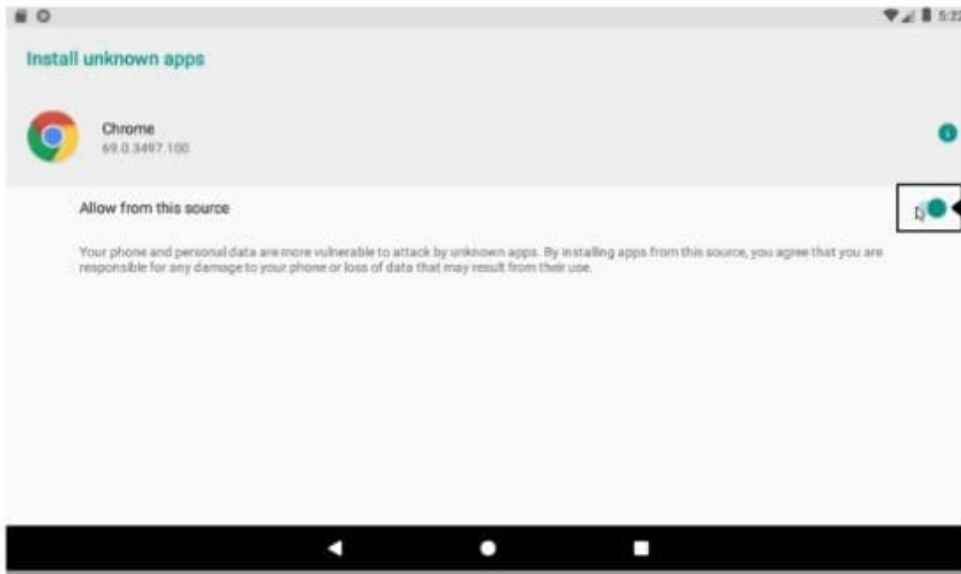 5:22
Install unknown apps
Chrome
69.0.3497.100
Allow from this source
Your phone and personal data are more vulnerable to attack by unknown apps. By installing apps from this source, you agree that you are
responsible for any damage to your phone or loss of data that may result from their use.